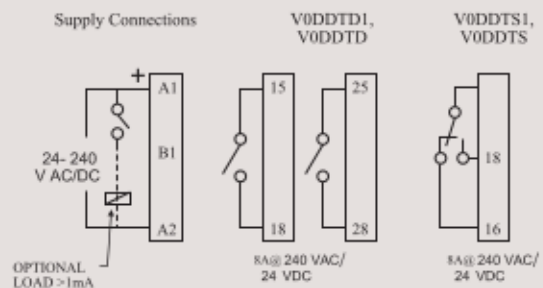 Supply Connections
V0DDTD1,
V0DDTD
V0DDTS1,
V0DDTS
+
A1
B1
A2
24- 240
V AC/DC
OPTIONAL
LOAD >1mA
15
18
25
28
8A@ 240 VAC/
24 VDC
18
16
8A@ 240 VAC/
24 VDC